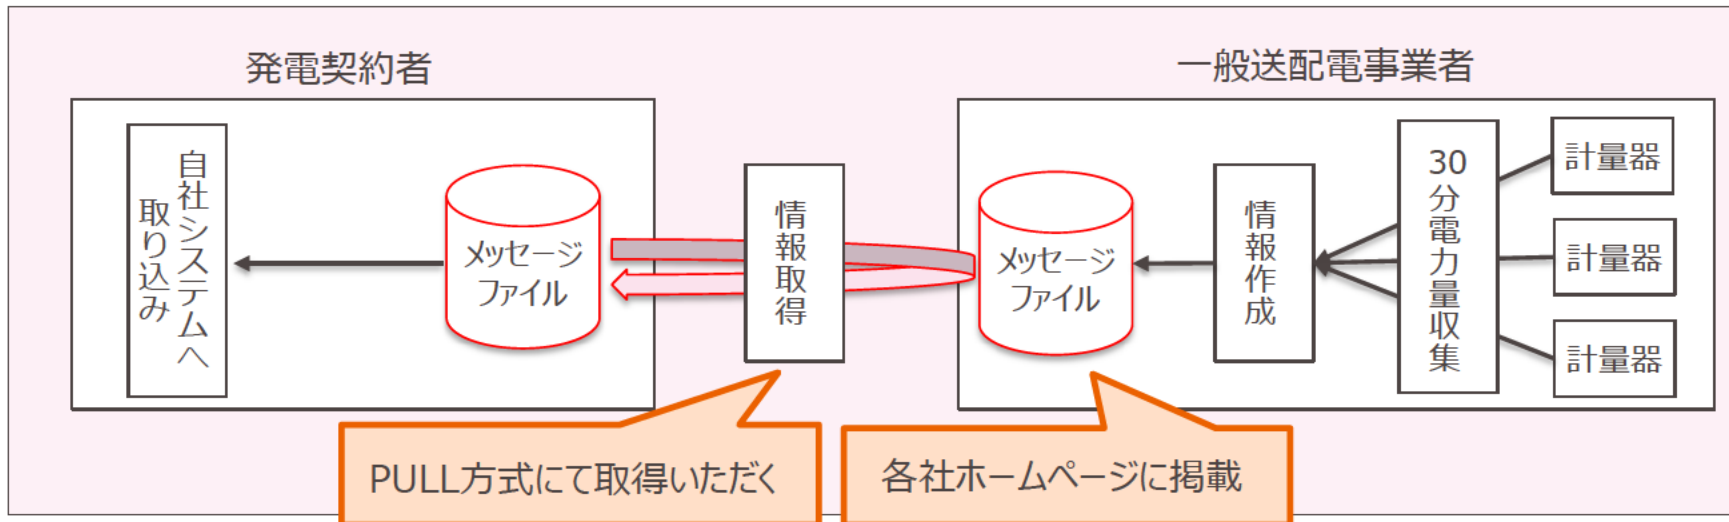 発電契約者
一般送配電事業者
自社システムへ
取り込み
メッセージ
ファイル
情報取得
メッセージ
ファイル
情報作成
30分電力量収集
計量器
計量器
計量器
PULL方式にて取得いただく
各社ホームページに掲載